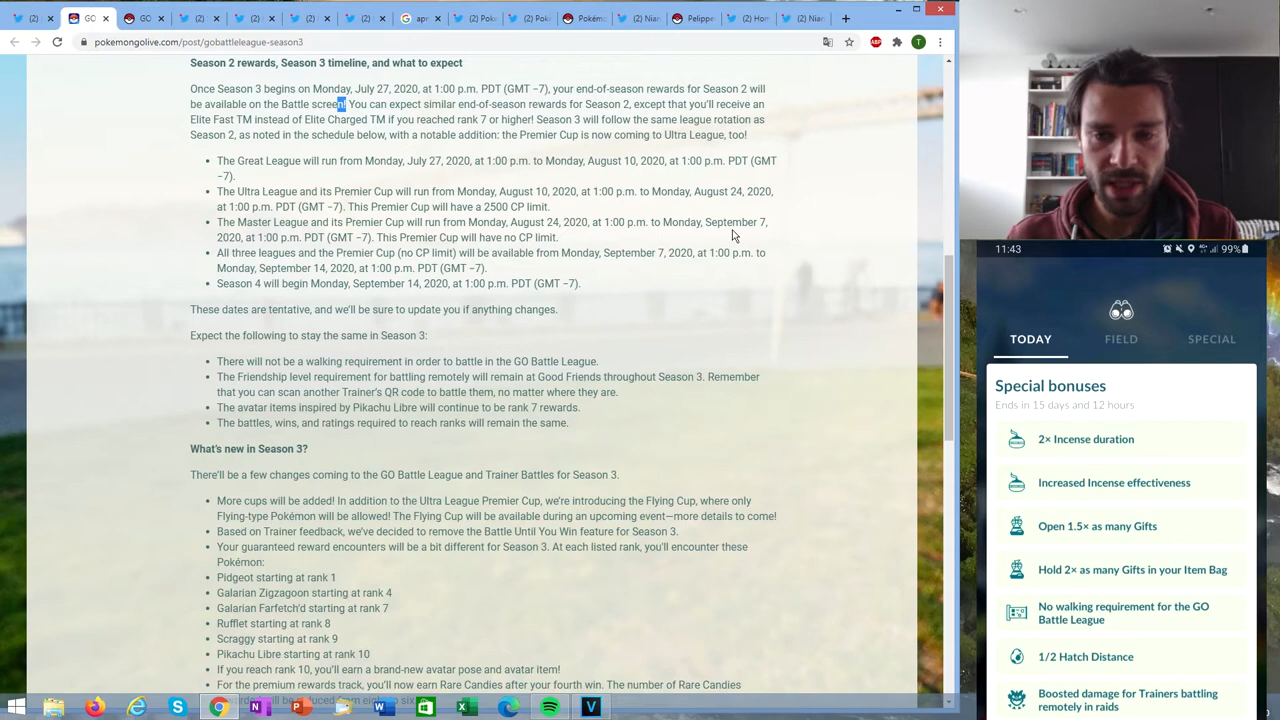 (2)
GO
GO
(2)
(2)
apr
(2) Poke
(2) Poke
Pokémo
(2) Nian
Pelippe
(2) Hom
(2) Nian
pokemongolive.com/post/gobattleleague-season3
ABP
T
Season 2 rewards, Season 3 timeline, and what to expect
Once Season 3 begins on Monday, July 27, 2020, at 1:00 p.m. PDT (GMT −7), your end-of-season rewards for Season 2 will
be available on the Battle screen! You can expect similar end-of-season rewards for Season 2, except that you'll receive an
Elite Fast TM instead of Elite Charged TM if you reached rank 7 or higher! Season 3 will follow the same league rotation as
Season 2, as noted in the schedule below, with a notable addition: the Premier Cup is now coming to Ultra League, too!
• The Great League will run from Monday, July 27, 2020, at 1:00 p.m. to Monday, August 10, 2020, at 1:00 p.m. PDT (GMT
−7).
• The Ultra League and its Premier Cup will run from Monday, August 10, 2020, at 1:00 p.m. to Monday, August 24, 2020,
at 1:00 p.m. PDT (GMT −7). This Premier Cup will have a 2500 CP limit.
• The Master League and its Premier Cup will run from Monday, August 24, 2020, at 1:00 p.m. to Monday, September 7,
2020, at 1:00 p.m. PDT (GMT −7). This Premier Cup will have no CP limit.
• All three leagues and the Premier Cup (no CP limit) will be available from Monday, September 7, 2020, at 1:00 p.m. to
Monday, September 14, 2020, at 1:00 p.m. PDT (GMT −7).
• Season 4 will begin Monday, September 14, 2020, at 1:00 p.m. PDT (GMT −7).
These dates are tentative, and we'll be sure to update you if anything changes.
Expect the following to stay the same in Season 3:
• There will not be a walking requirement in order to battle in the GO Battle League.
• The Friendship level requirement for battling remotely will remain at Good Friends throughout Season 3. Remember
that you can scan another Trainer's QR code to battle them, no matter where they are.
• The avatar items inspired by Pikachu Libre will continue to be rank 7 rewards.
• The battles, wins, and ratings required to reach ranks will remain the same.
What's new in Season 3?
There'll be a few changes coming to the GO Battle League and Trainer Battles for Season 3.
• More cups will be added! In addition to the Ultra League Premier Cup, we're introducing the Flying Cup, where only
Flying-type Pokémon will be allowed! The Flying Cup will be available during an upcoming event—more details to come!
• Based on Trainer feedback, we've decided to remove the Battle Until You Win feature for Season 3.
• Your guaranteed reward encounters will be a bit different for Season 3. At each listed rank, you'll encounter these
Pokémon:
• Pidgeot starting at rank 1
• Galarian Zigzagoon starting at rank 4
• Galarian Farfetch'd starting at rank 7
• Rufflet starting at rank 8
• Scraggy starting at rank 9
• Pikachu Libre starting at rank 10
• If you reach rank 10, you'll earn a brand-new avatar pose and avatar item!
• For the premium rewards track, you'll now earn Rare Candies after your fourth win. The number of Rare Candies
11:43
99%
TODAY
FIELD
SPECIAL
Special bonuses
Ends in 15 days and 12 hours
2× Incense duration
Increased Incense effectiveness
Open 1.5× as many Gifts
Hold 2× as many Gifts in your Item Bag
No walking requirement for the GO
Battle League
1/2 Hatch Distance
Boosted damage for Trainers battling
remotely in raids